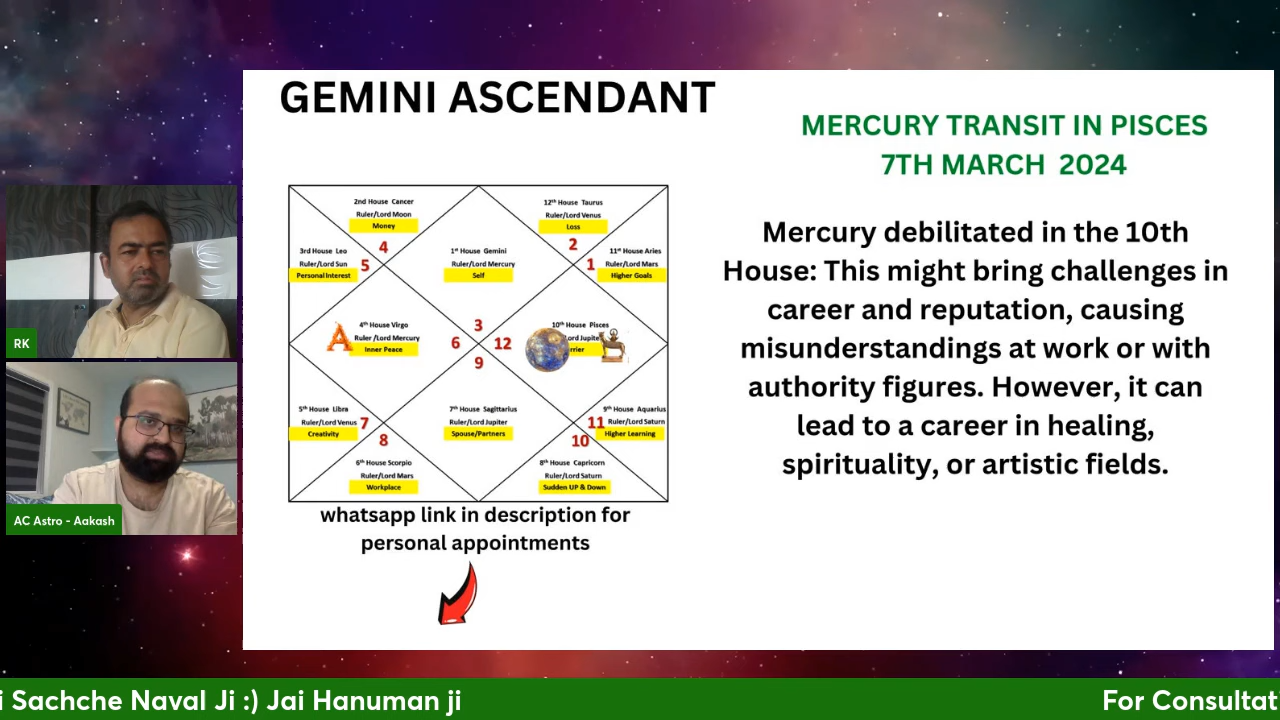 GEMINI ASCENDANT
MERCURY TRANSIT IN PISCES
7TH MARCH 2024
Mercury debilitated in the 10th
House: This might bring challenges in
career and reputation, causing
misunderstandings at work or with
authority figures. However, it can
lead to a career in healing,
spirituality, or artistic fields.
2nd House Cancer
Ruler/Lord Moon
Money
4
12th House Taurus
Ruler/Lord Venus
Loss
2
3rd House Leo
Ruler/Lord Sun
Personal Interest
5
1st House Gemini
Ruler/Lord Mercury
Self
11th House Aries
Ruler/Lord Mars
Higher Goals
1
A
4th House Virgo
Ruler /Lord Mercury
Inner Peace
3
6
12
9
10th House Pisces
ord Jupite
rrier
5th House Libra
Ruler/Lord Venus
Creativity
7
7th House Sagittarius
Ruler/Lord Jupiter
Spouse/Partners
9th House Aquarius
Ruler/Lord Saturn
Higher Learning
11
8
6th House Scorpio
Ruler/Lord Mars
Workplace
10
8th House Capricorn
Ruler/Lord Saturn
Sudden UP & Down
whatsapp link in description for
personal appointments
RK
AC Astro - Aakash
i Sachche Naval Ji :) Jai Hanuman ji
For Consultat